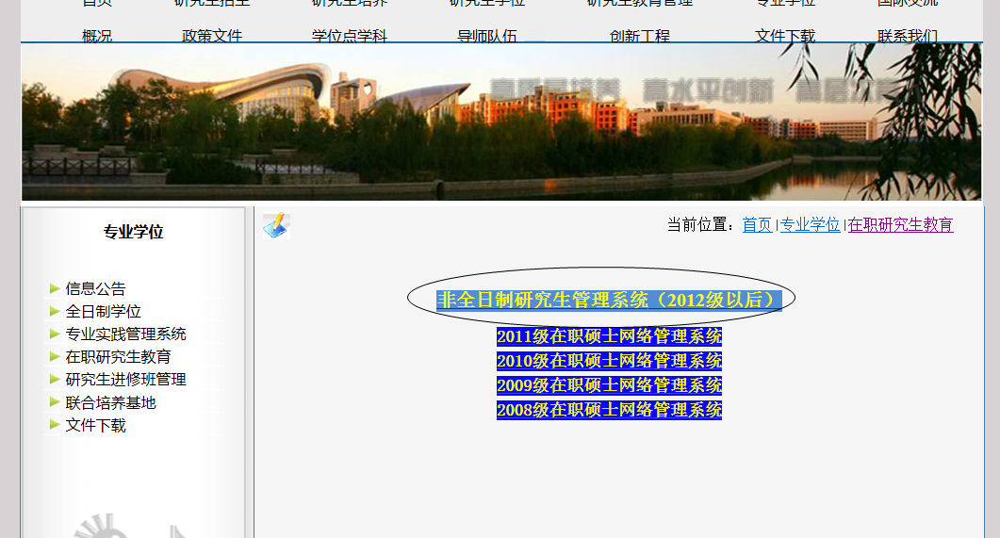 首页 研究生招生 研究生培养 研究生学位 研究生教育管理 专业学位 国际交流
概况 政策文件 学位点学科 导师队伍 创新工程 文件下载 联系我们
高水平创新
专业学位
当前位置：首页 | 专业学位 | 在职研究生教育
信息公告
全日制学位
专业实践管理系统
在职研究生教育
研究生进修班管理
联合培养基地
文件下载
非全日制研究生管理系统（2012级以后）
2011级在职硕士网络管理系统
2010级在职硕士网络管理系统
2009级在职硕士网络管理系统
2008级在职硕士网络管理系统